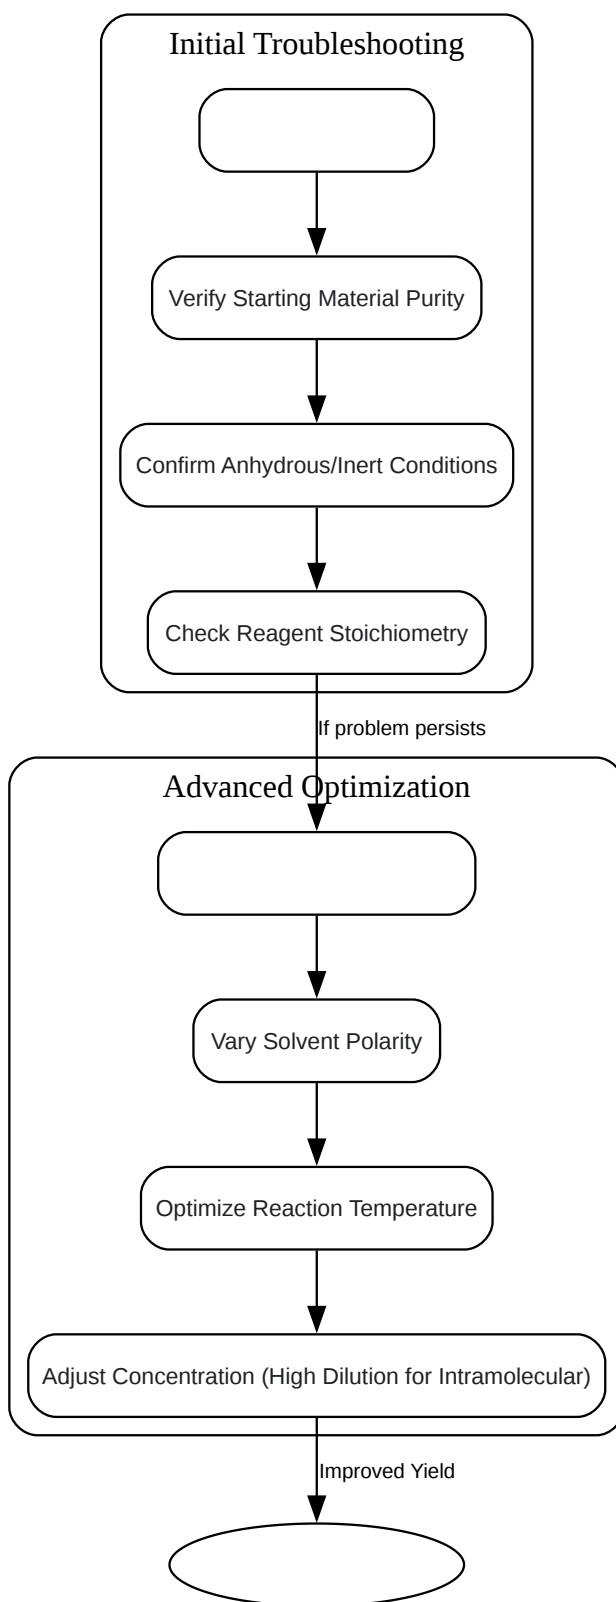 Initial Troubleshooting
Verify Starting Material Purity
Confirm Anhydrous/Inert Conditions
Check Reagent Stoichiometry
If problem persists
Advanced Optimization
Vary Solvent Polarity
Optimize Reaction Temperature
Adjust Concentration (High Dilution for Intramolecular)
Improved Yield